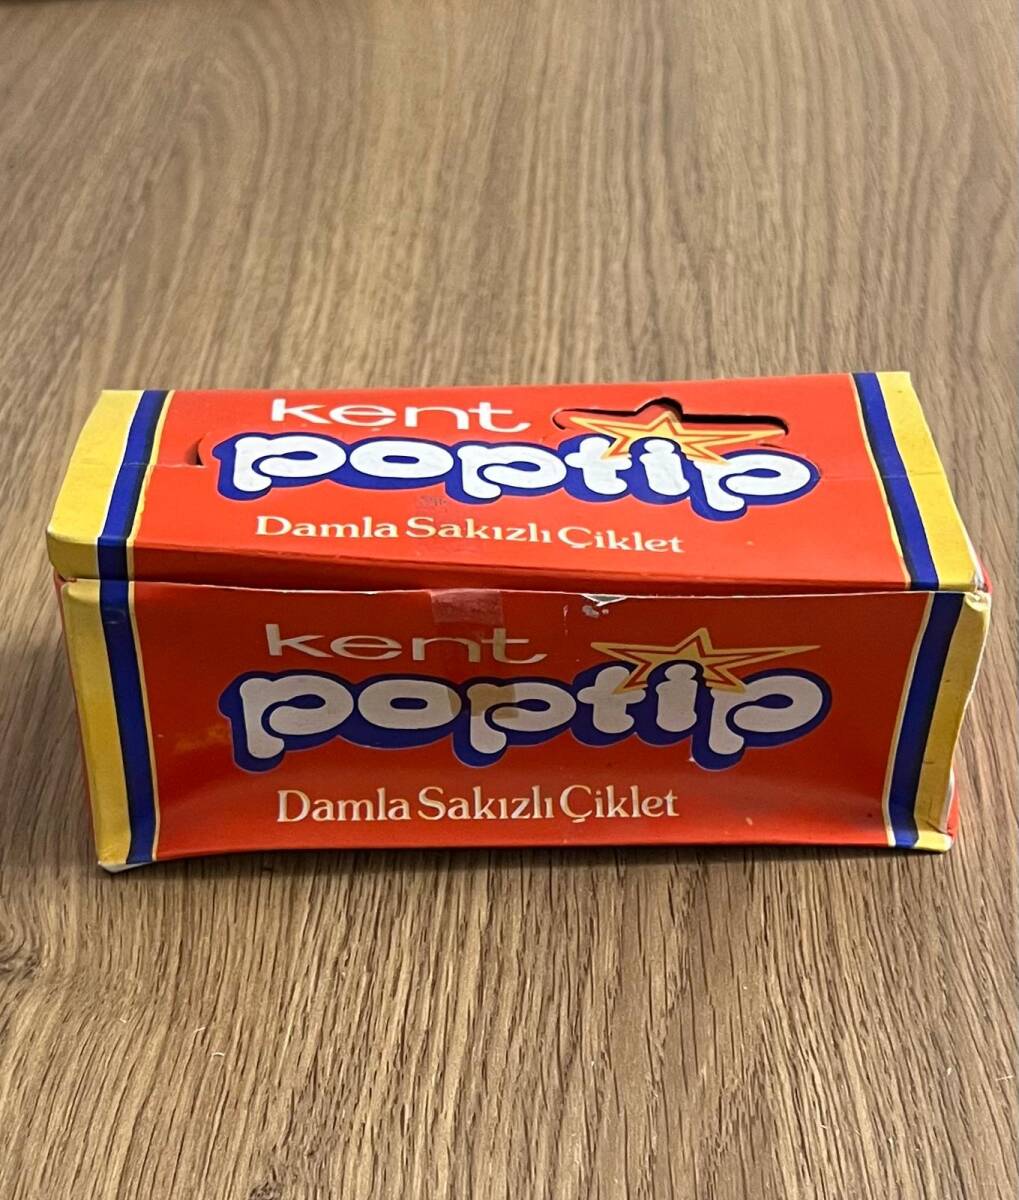 kent
poptip
Damla Sakızlı Çiklet
kent
poptip
Damla Sakızlı Çiklet